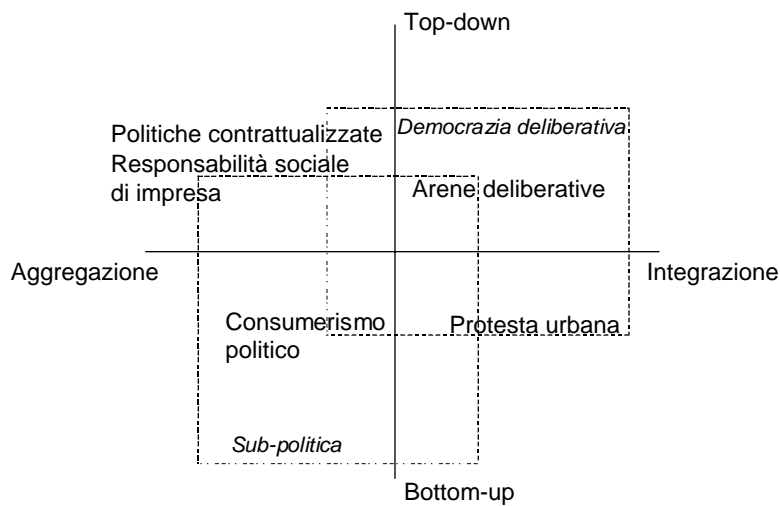 Top-down
Politiche contrattualizzate
Responsabilità sociale
di impresa
Democrazia deliberativa
Arene deliberative
Aggregazione
Integrazione
Consumerismo
politico
Protesta urbana
Sub-politica
Bottom-up